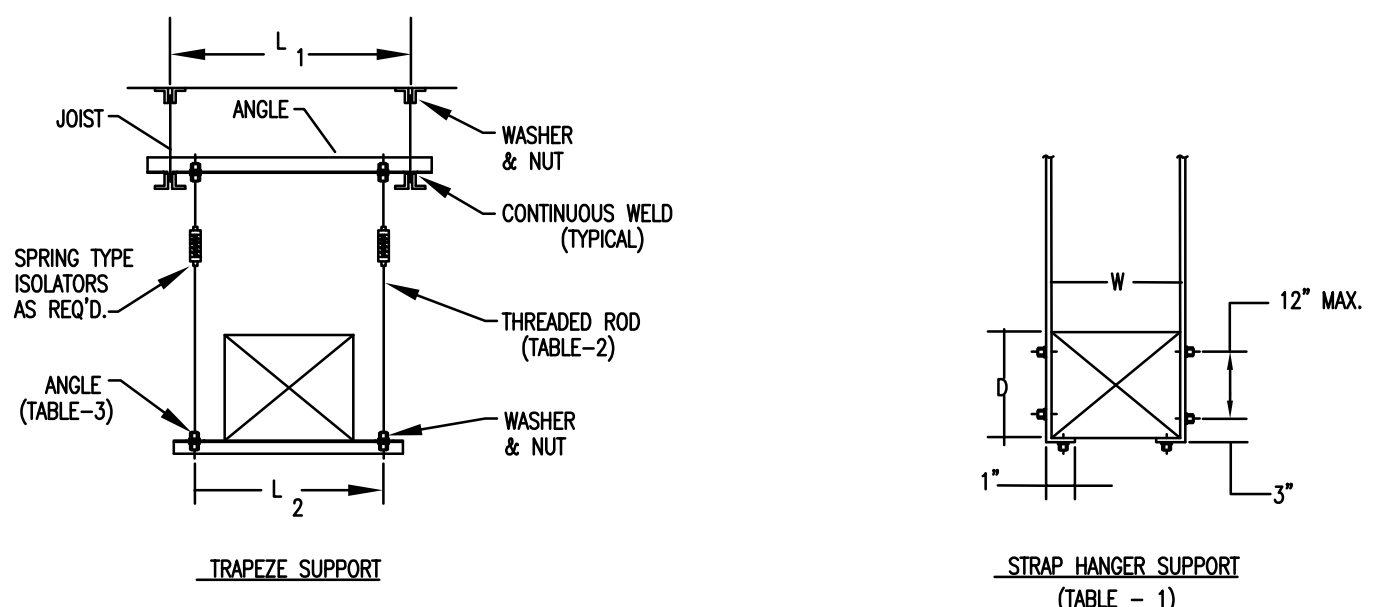 L 1
JOIST
ANGLE
WASHER
& NUT
CONTINUOUS WELD
(TYPICAL)
SPRING TYPE
ISOLATORS
AS REQ'D.
THREADED ROD
(TABLE-2)
ANGLE
(TABLE-3)
WASHER
& NUT
L 2
TRAPEZE SUPPORT
W
12" MAX.
D
1"
3"
STRAP HANGER SUPPORT
(TABLE - 1)